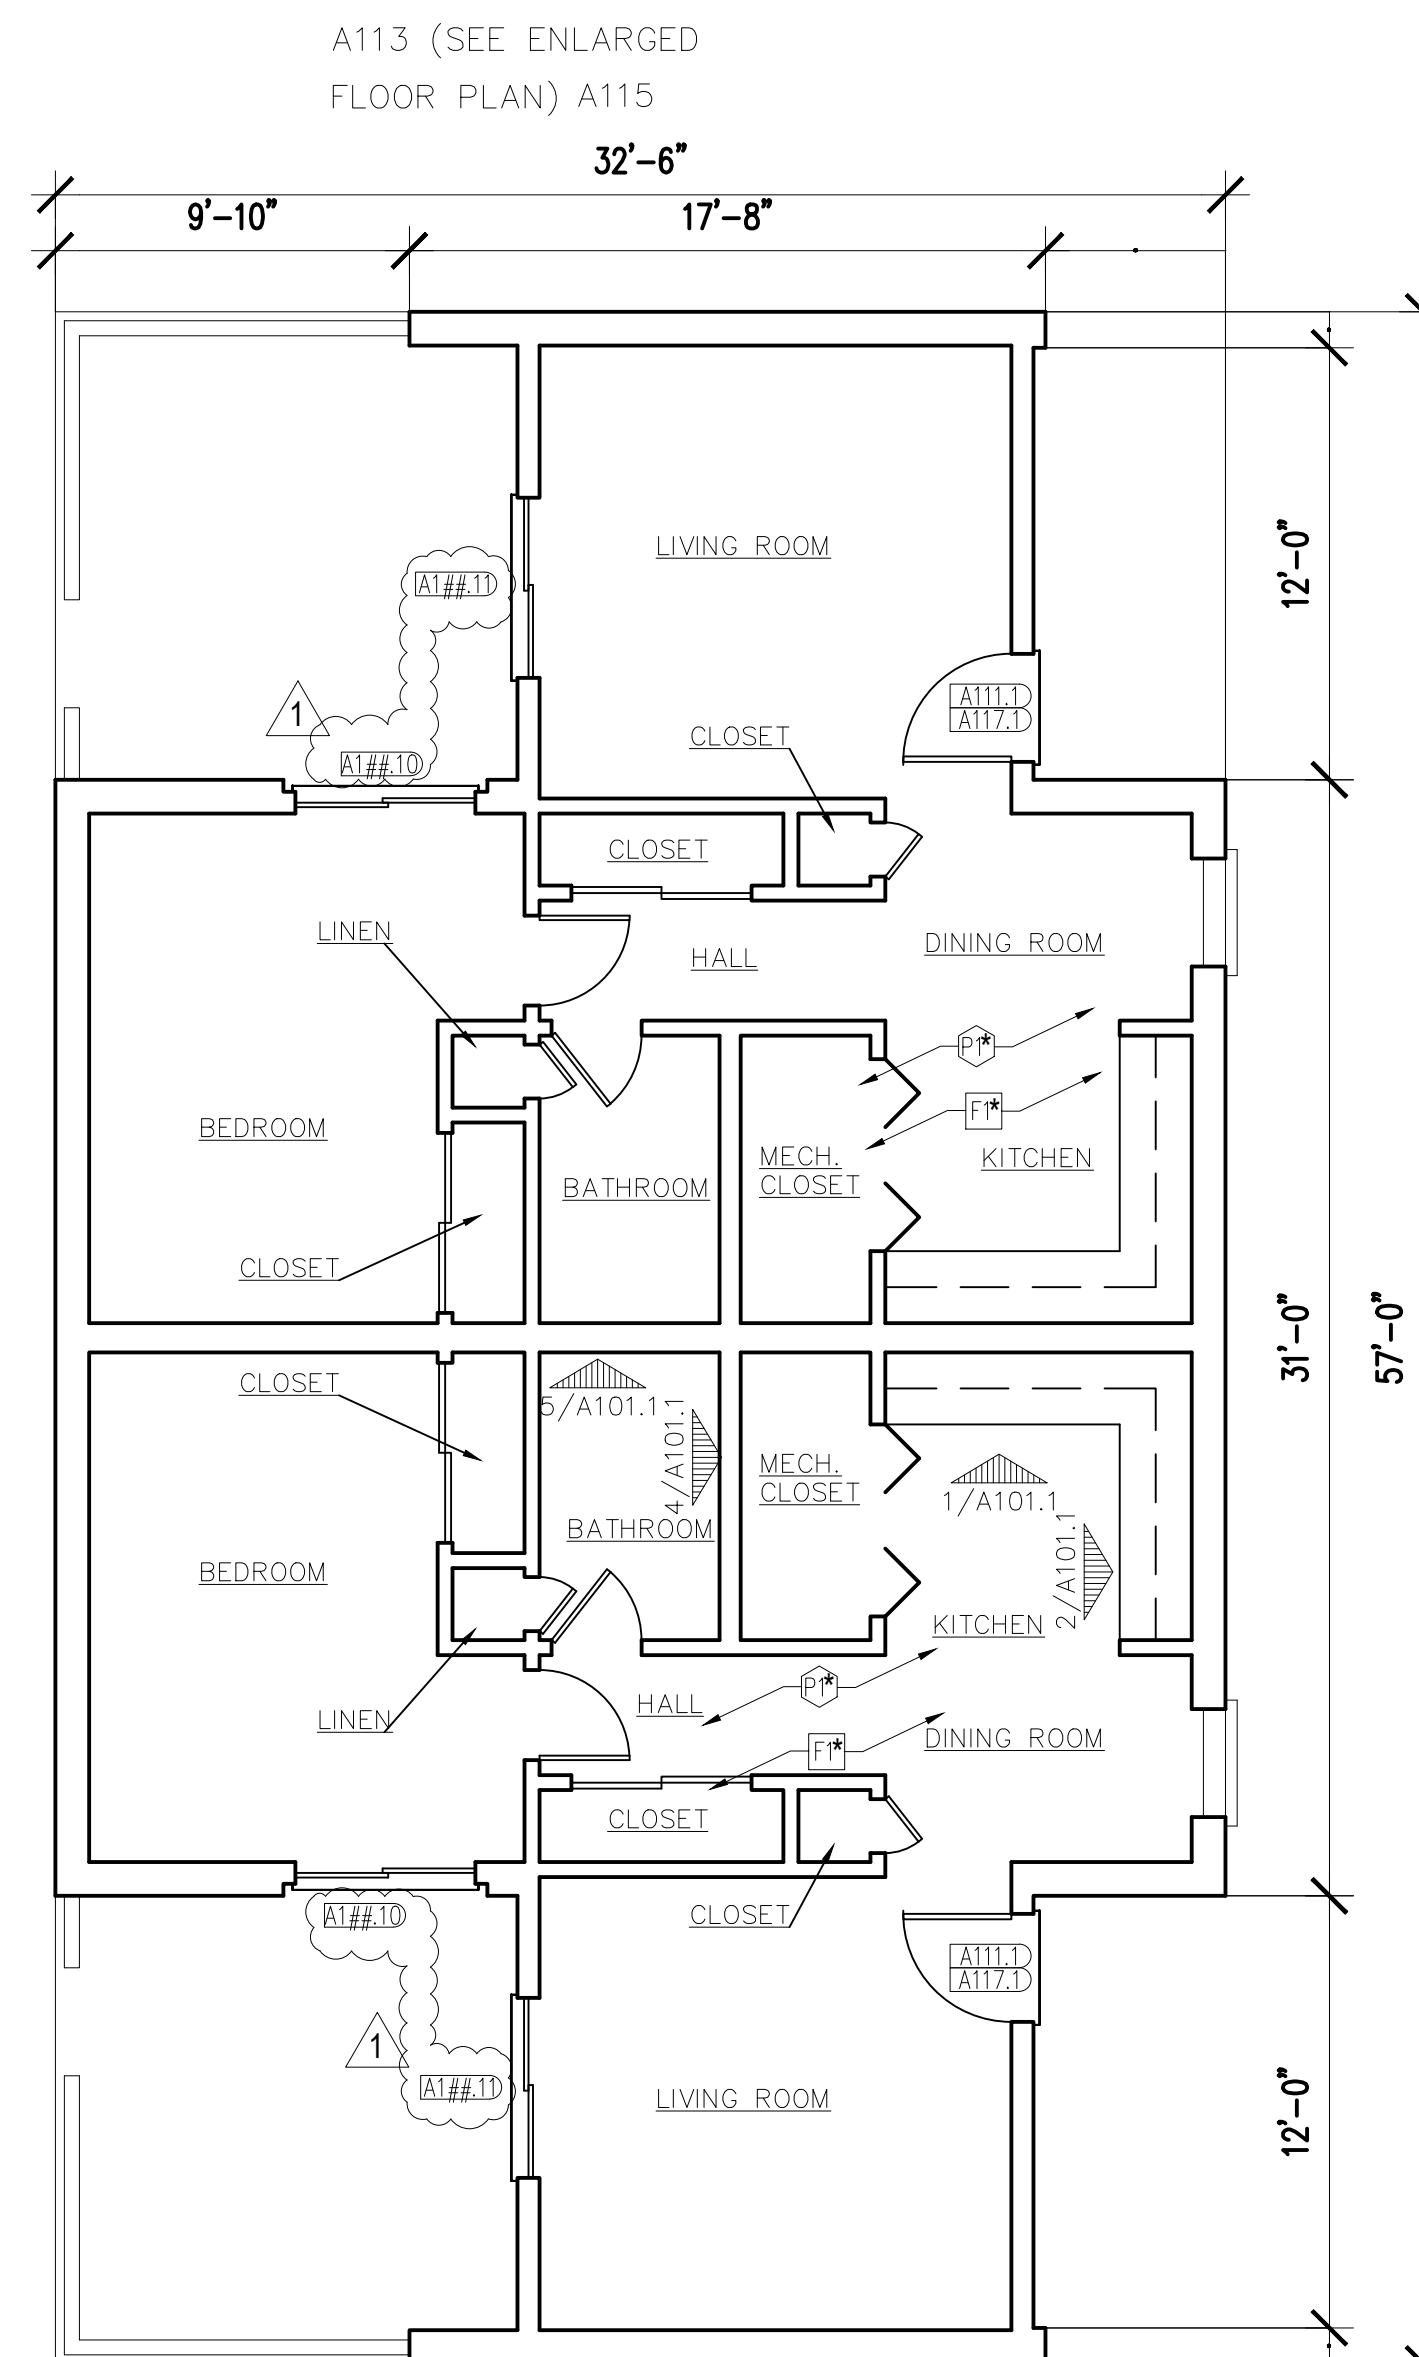 A113 (SEE ENLARGED
FLOOR PLAN) A115
32'-6"
9'-10"
17'-8"
LIVING ROOM
12'-0"
A1##.11
A111.1
A117.1
1
CLOSET
A1##.10
CLOSET
LINEN
DINING ROOM
HALL
P1*
F1*
BEDROOM
MECH.
CLOSET
KITCHEN
BATHROOM
CLOSET
31'-0"
57'-0"
CLOSET
5/A101.1
4/A101.1
MECH.
CLOSET
1/A101.1
BATHROOM
2/A101.1
BEDROOM
KITCHEN
P1*
HALL
LINEN
DINING ROOM
F1*
CLOSET
A1##.10
CLOSET
A111.1
A117.1
1
A1##.11
LIVING ROOM
12'-0"